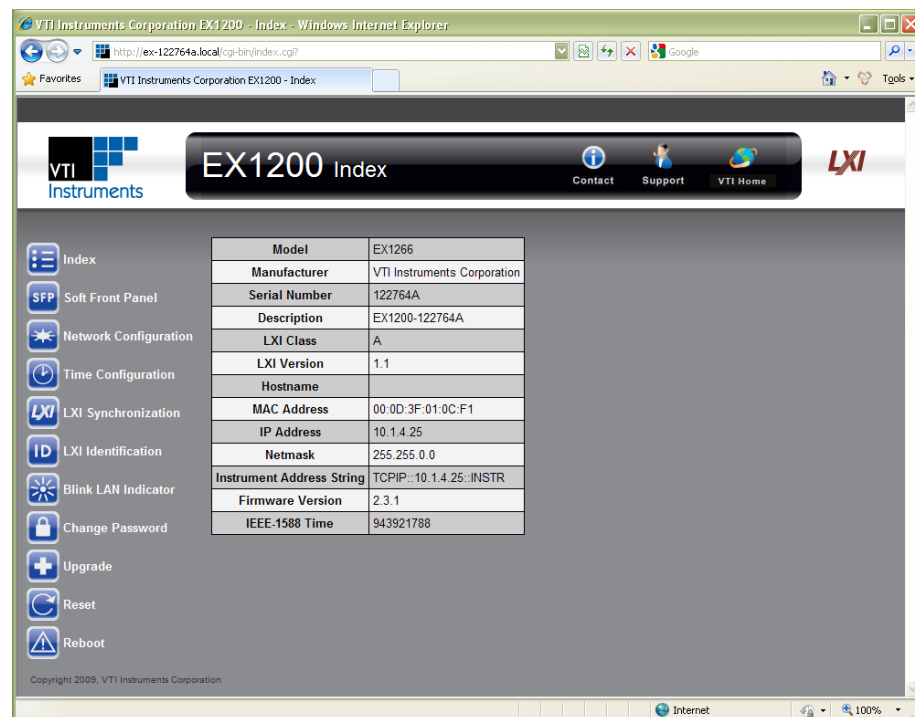 VTI Instruments Corporation EX1200 - Index - Windows Internet Explorer
http://ex-122764a.local/cgi-bin/index.cgi?
Google
Favorites
VTI Instruments Corporation EX1200 - Index
Tools
VTI
Instruments
EX1200 Index
Contact
Support
VTI Home
LXI
Index
SFP Soft Front Panel
Network Configuration
Time Configuration
LXI LXI Synchronization
ID LXI Identification
Blink LAN Indicator
Change Password
Upgrade
Reset
Reboot
Model EX1266
Manufacturer VTI Instruments Corporation
Serial Number 122764A
Description EX1200-122764A
LXI Class A
LXI Version 1.1
Hostname
MAC Address 00:0D:3F:01:0C:F1
IP Address 10.1.4.25
Netmask 255.255.0.0
Instrument Address String TCPIP::10.1.4.25::INSTR
Firmware Version 2.3.1
IEEE-1588 Time 943921788
Copyright 2009, VTI Instruments Corporation
Internet
100%